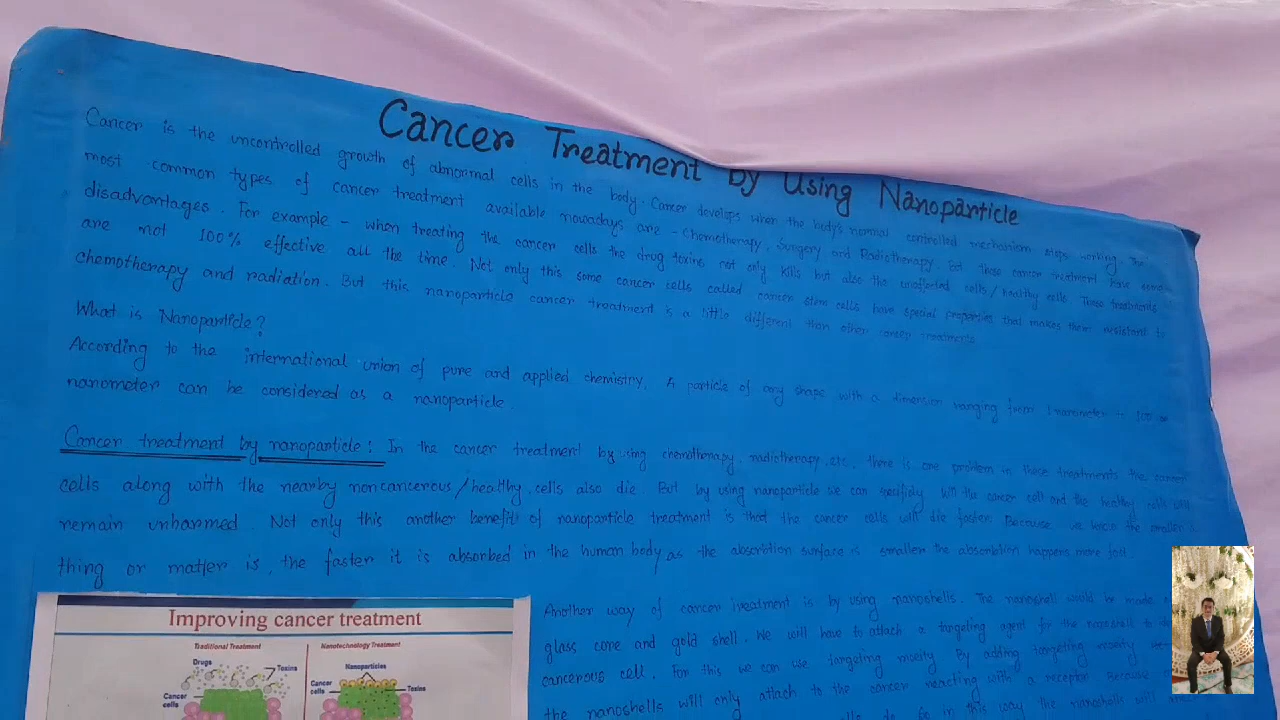 Cancer Treatment by Using Nanoparticle
Cancer is the uncontrolled growth of abnormal cells in the body. Cancer develops when the body's normal controlled mechanism stops working. The
most common types of cancer treatment available nowadays are - Chemotherapy, Surgery and Radiotherapy. But these cancer treatment have some
disadvantages. For example - when treating the cancer cells the drug toxins not only kills but also the unaffected cells/healthy cells. These treatments
are not 100% effective all the time. Not only this some cancer cells called cancer stem cells have special properties that makes them resistant to
chemotherapy and radiation. But this nanoparticle cancer treatment is a little different than other cancer treatments.
What is Nanoparticle?
According to the international union of pure and applied chemistry, A particle of any shape with a dimension ranging from 1 nanometer - 100
nanometer can be considered as a nanoparticle.
Cancer treatment by nanoparticle: In the cancer treatment by using chemotherapy, radiotherapy, etc, there is one problem in these treatments the cancer
cells along with the nearby noncancerous/healthy cells also die. But by using nanoparticle we can kill the cancer cell and the healthy cells
remain unharmed. Not only this another benefit of nanoparticle treatment is that the cancer cells will die faster. Because we know the smaller
thing or matter is, the faster it is absorbed in the human body as the absorbtion surface is smaller the absorbtion happens more fast.
Improving cancer treatment
Traditional Treatment
Nanotechnology Treatment
Drugs
Toxins
Nanoparticles
Cancer cells
Cancer cells
Toxins
Another way of cancer treatment is by using nanoshells. The nanoshell would be made
glass core and gold shell. We will have to attach a targeting agent for the nanoshell to
cancerous cell. For this we can use targeting moeity. By adding targeting moeity
the nanoshells will only attach to the cancer reacting with a receptor. Because
So in this way the nanoshells will